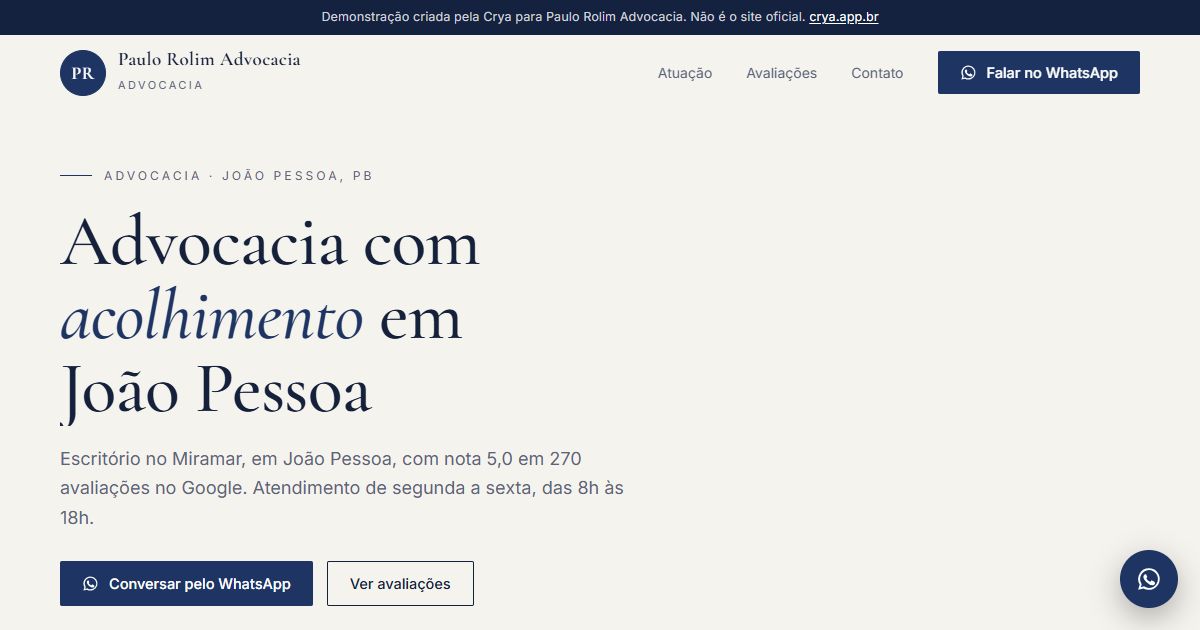 Demonstração criada pela Crya para Paulo Rolim Advocacia. Não é o site oficial. crya.app.br
PR
Paulo Rolim Advocacia
ADVOCACIA
Atuação
Avaliações
Contato
Falar no WhatsApp
ADVOCACIA · JOÃO PESSOA, PB
Advocacia com
acolhimento em
João Pessoa
Escritório no Miramar, em João Pessoa, com nota 5,0 em 270
avaliações no Google. Atendimento de segunda a sexta, das 8h às
18h.
Conversar pelo WhatsApp
Ver avaliações